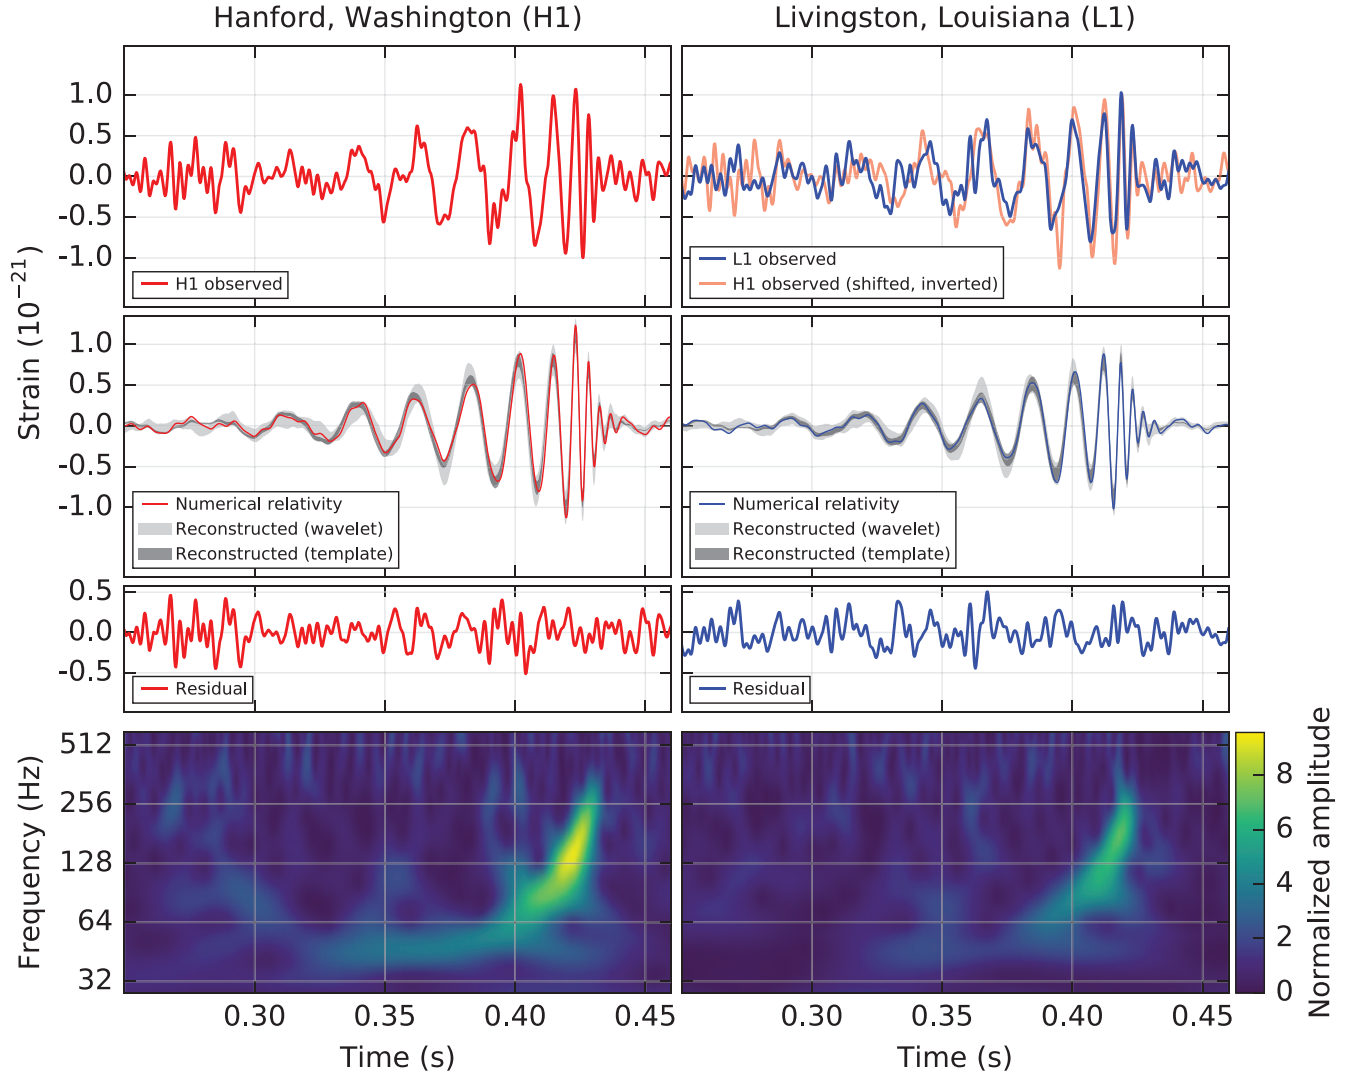 Hanford, Washington (H1)
Livingston, Louisiana (L1)
Strain (10⁻²¹)
1.0
0.5
0.0
-0.5
-1.0
H1 observed
L1 observed
H1 observed (shifted, inverted)
1.0
0.5
0.0
-0.5
-1.0
Numerical relativity
Reconstructed (wavelet)
Reconstructed (template)
Numerical relativity
Reconstructed (wavelet)
Reconstructed (template)
0.5
0.0
-0.5
Residual
Residual
Frequency (Hz)
512
256
128
64
32
0.30 0.35 0.40 0.45
Time (s)
0.30 0.35 0.40 0.45
Time (s)
8
6
4
2
0
Normalized amplitude